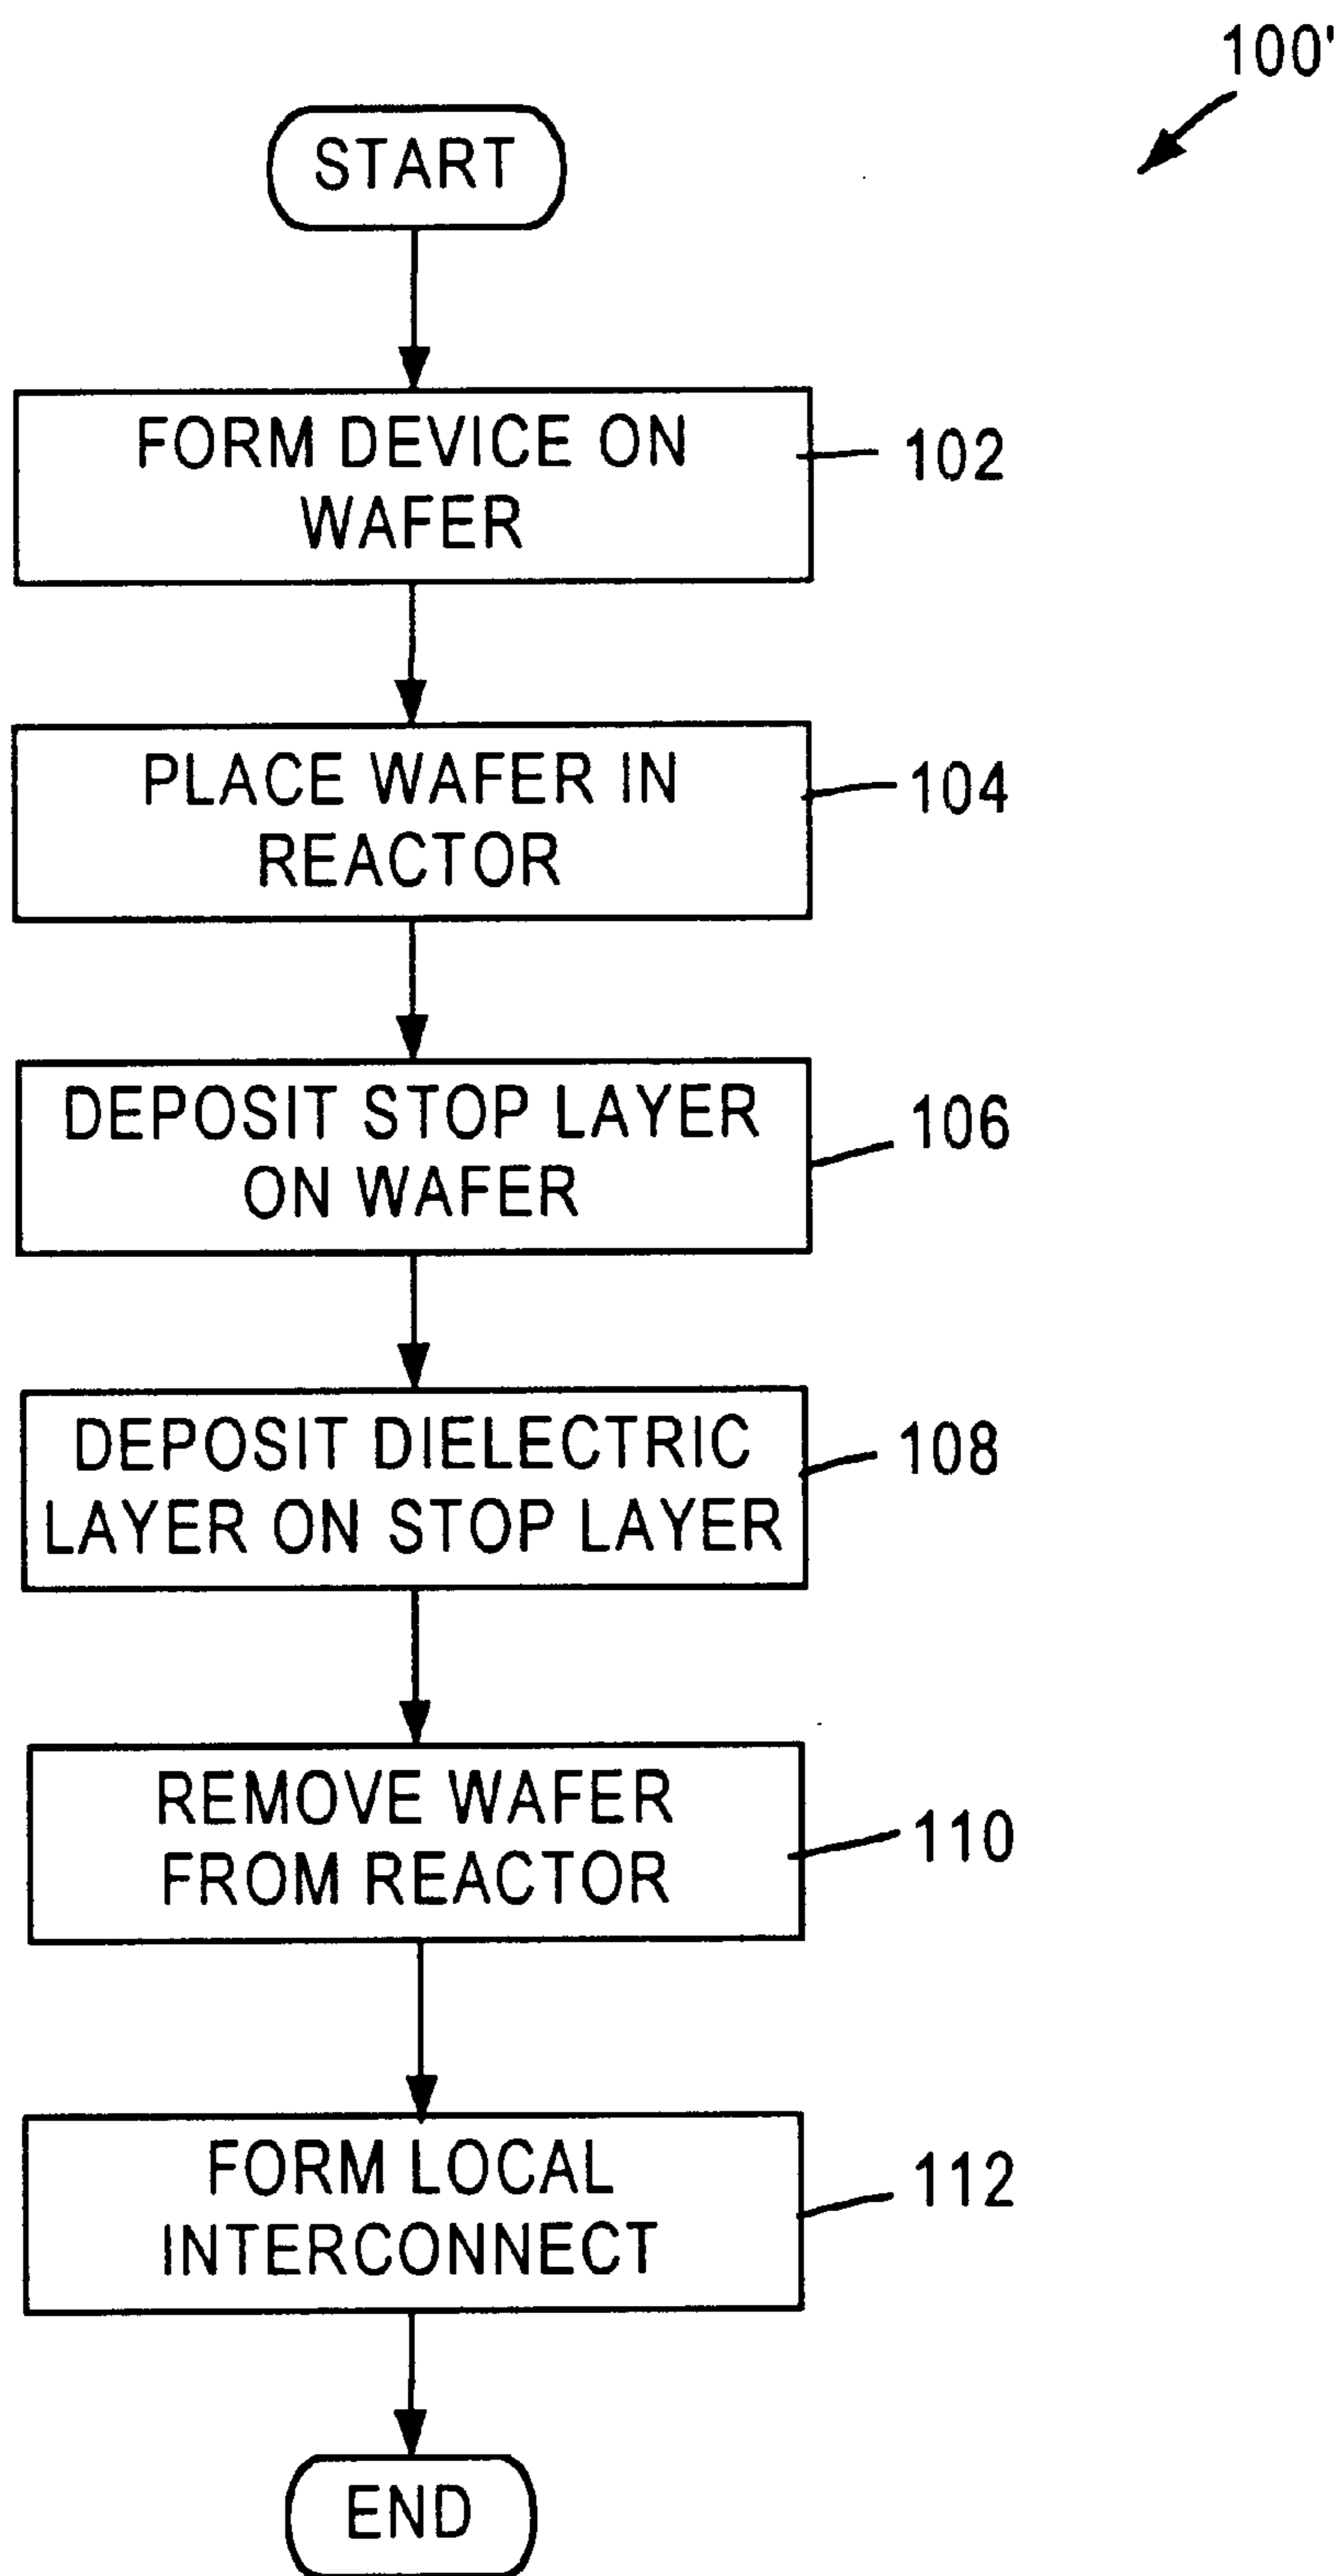 100'
START
FORM DEVICE ON
WAFER
102
PLACE WAFER IN
REACTOR
104
DEPOSIT STOP LAYER
ON WAFER
106
DEPOSIT DIELECTRIC
LAYER ON STOP LAYER
108
REMOVE WAFER
FROM REACTOR
110
FORM LOCAL
INTERCONNECT
112
END